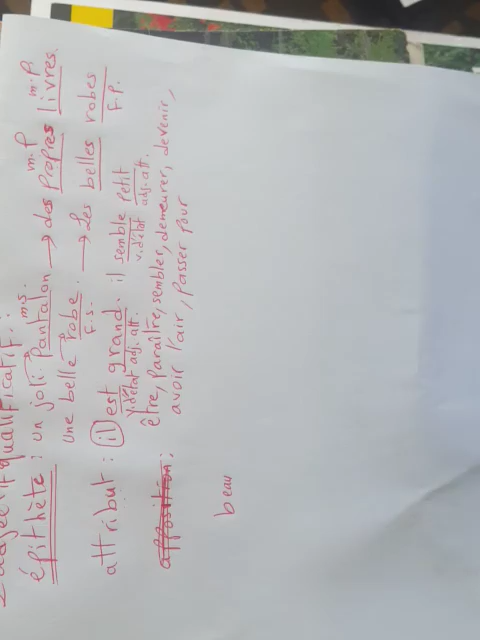 L'adjectif qualificatif :
m.s. m.P m.P.
épithète : un joli pantalon → des propres livres.
une belle robe. → Les belles robes
F.S. F.P.
attribut : il est grand. il semble petit
v.d'état adj. att. v.d'état adj. att.
être, paraître, sembler, demeurer, devenir,
avoir l'air, passer pour
apposition :
beau